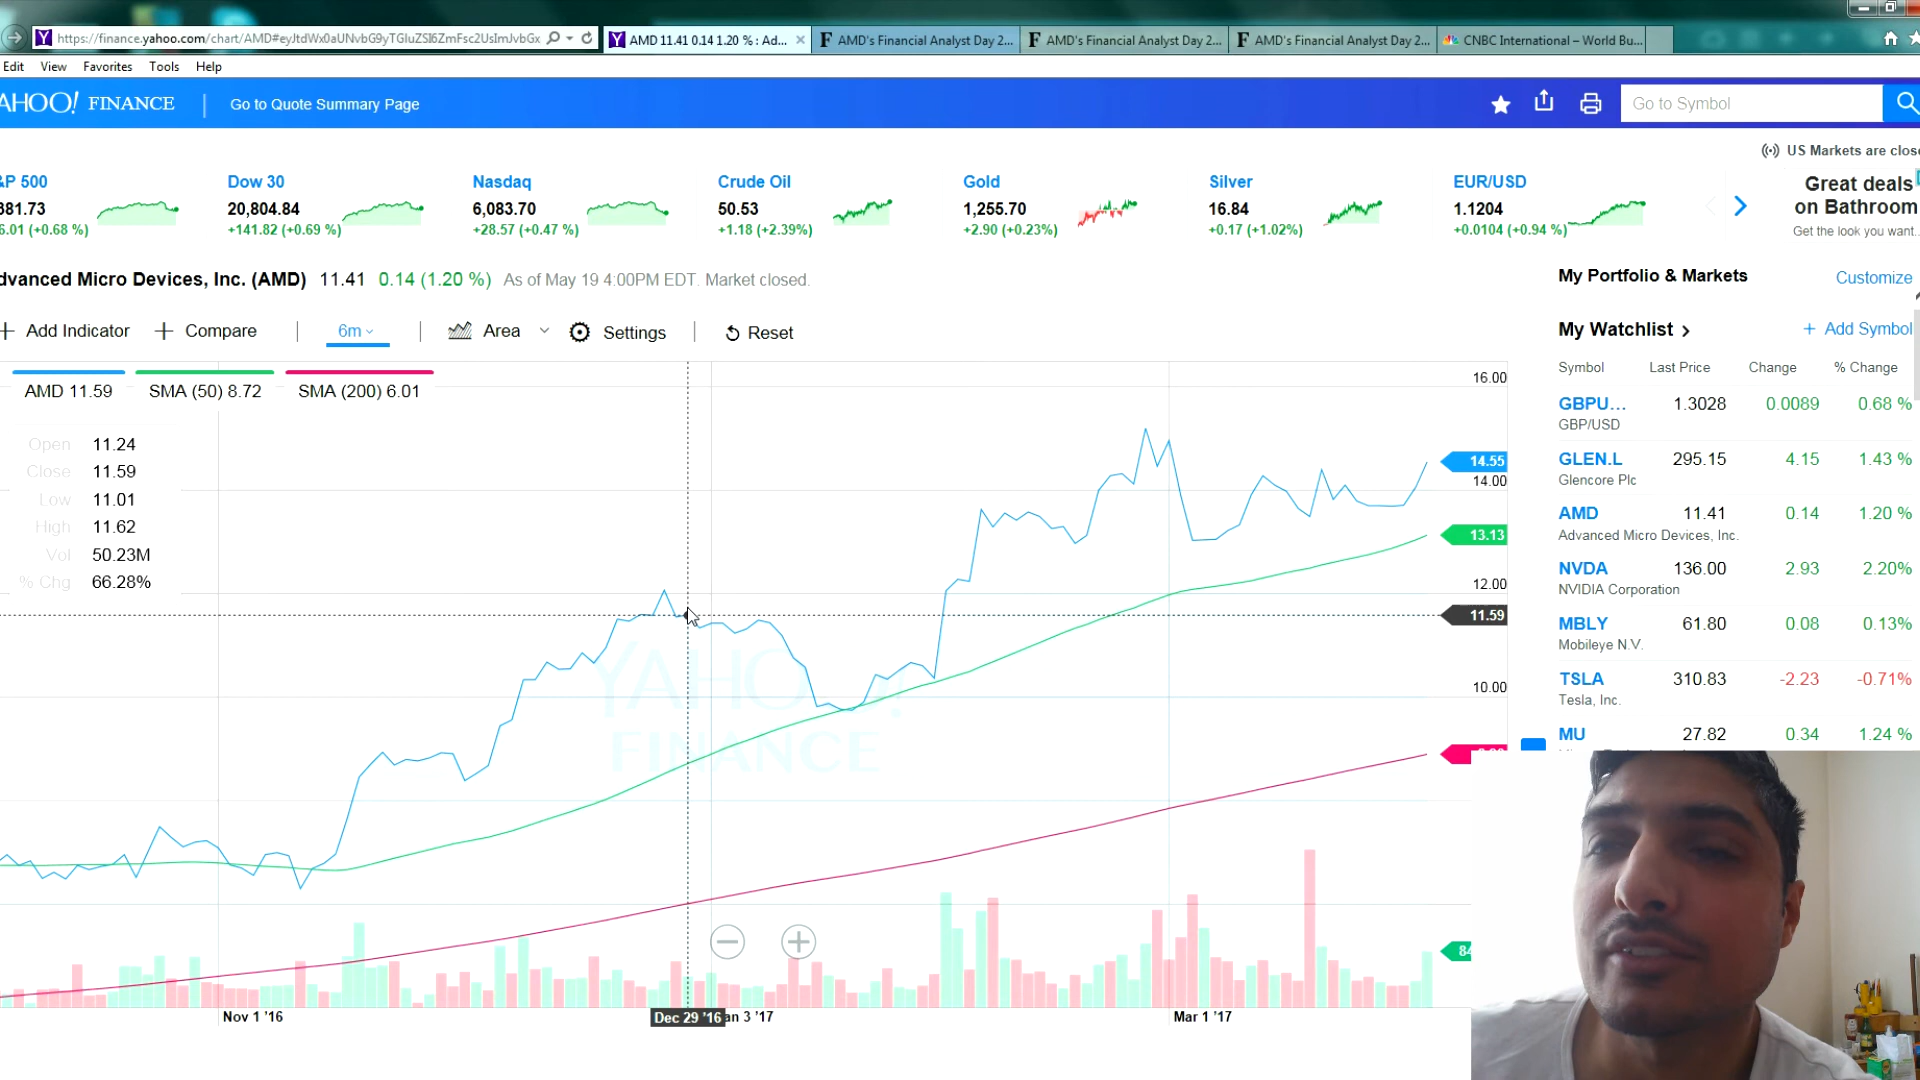 https://finance.yahoo.com/chart/AMD#eyJtdWx0aUNvbG9yTGluZSI6ZmFsc2UsImJvbGx
AMD 11.41 0.14 1.20 % : Ad...
AMD's Financial Analyst Day 2...
AMD's Financial Analyst Day 2...
AMD's Financial Analyst Day 2...
CNBC International – World Bu...
Edit View Favorites Tools Help
AHOO! FINANCE Go to Quote Summary Page Go to Symbol
US Markets are close
&P 500 Dow 30 Nasdaq Crude Oil Gold Silver EUR/USD
381.73 20,804.84 6,083.70 50.53 1,255.70 16.84 1.1204
6.01 (+0.68 %) +141.82 (+0.69 %) +28.57 (+0.47 %) +1.18 (+2.39%) +2.90 (+0.23%) +0.17 (+1.02%) +0.0104 (+0.94 %)
Great deals
on Bathroom
Get the look you want...
dvanced Micro Devices, Inc. (AMD) 11.41 0.14 (1.20 %) As of May 19 4:00PM EDT. Market closed.
+ Add Indicator + Compare 6m Area Settings Reset
AMD 11.59 SMA (50) 8.72 SMA (200) 6.01
Open 11.24
Close 11.59
Low 11.01
High 11.62
Vol 50.23M
% Chg 66.28%
16.00
14.55
14.00
13.13
12.00
11.59
10.00
84
YAHOO!
FINANCE
Nov 1 '16 Dec 29 '16 an 3 '17 Mar 1 '17
My Portfolio & Markets Customize
My Watchlist + Add Symbol
Symbol Last Price Change % Change
GBPU... 1.3028 0.0089 0.68 %
GBP/USD
GLEN.L 295.15 4.15 1.43 %
Glencore Plc
AMD 11.41 0.14 1.20 %
Advanced Micro Devices, Inc.
NVDA 136.00 2.93 2.20%
NVIDIA Corporation
MBLY 61.80 0.08 0.13%
Mobileye N.V.
TSLA 310.83 -2.23 -0.71%
Tesla, Inc.
MU 27.82 0.34 1.24 %